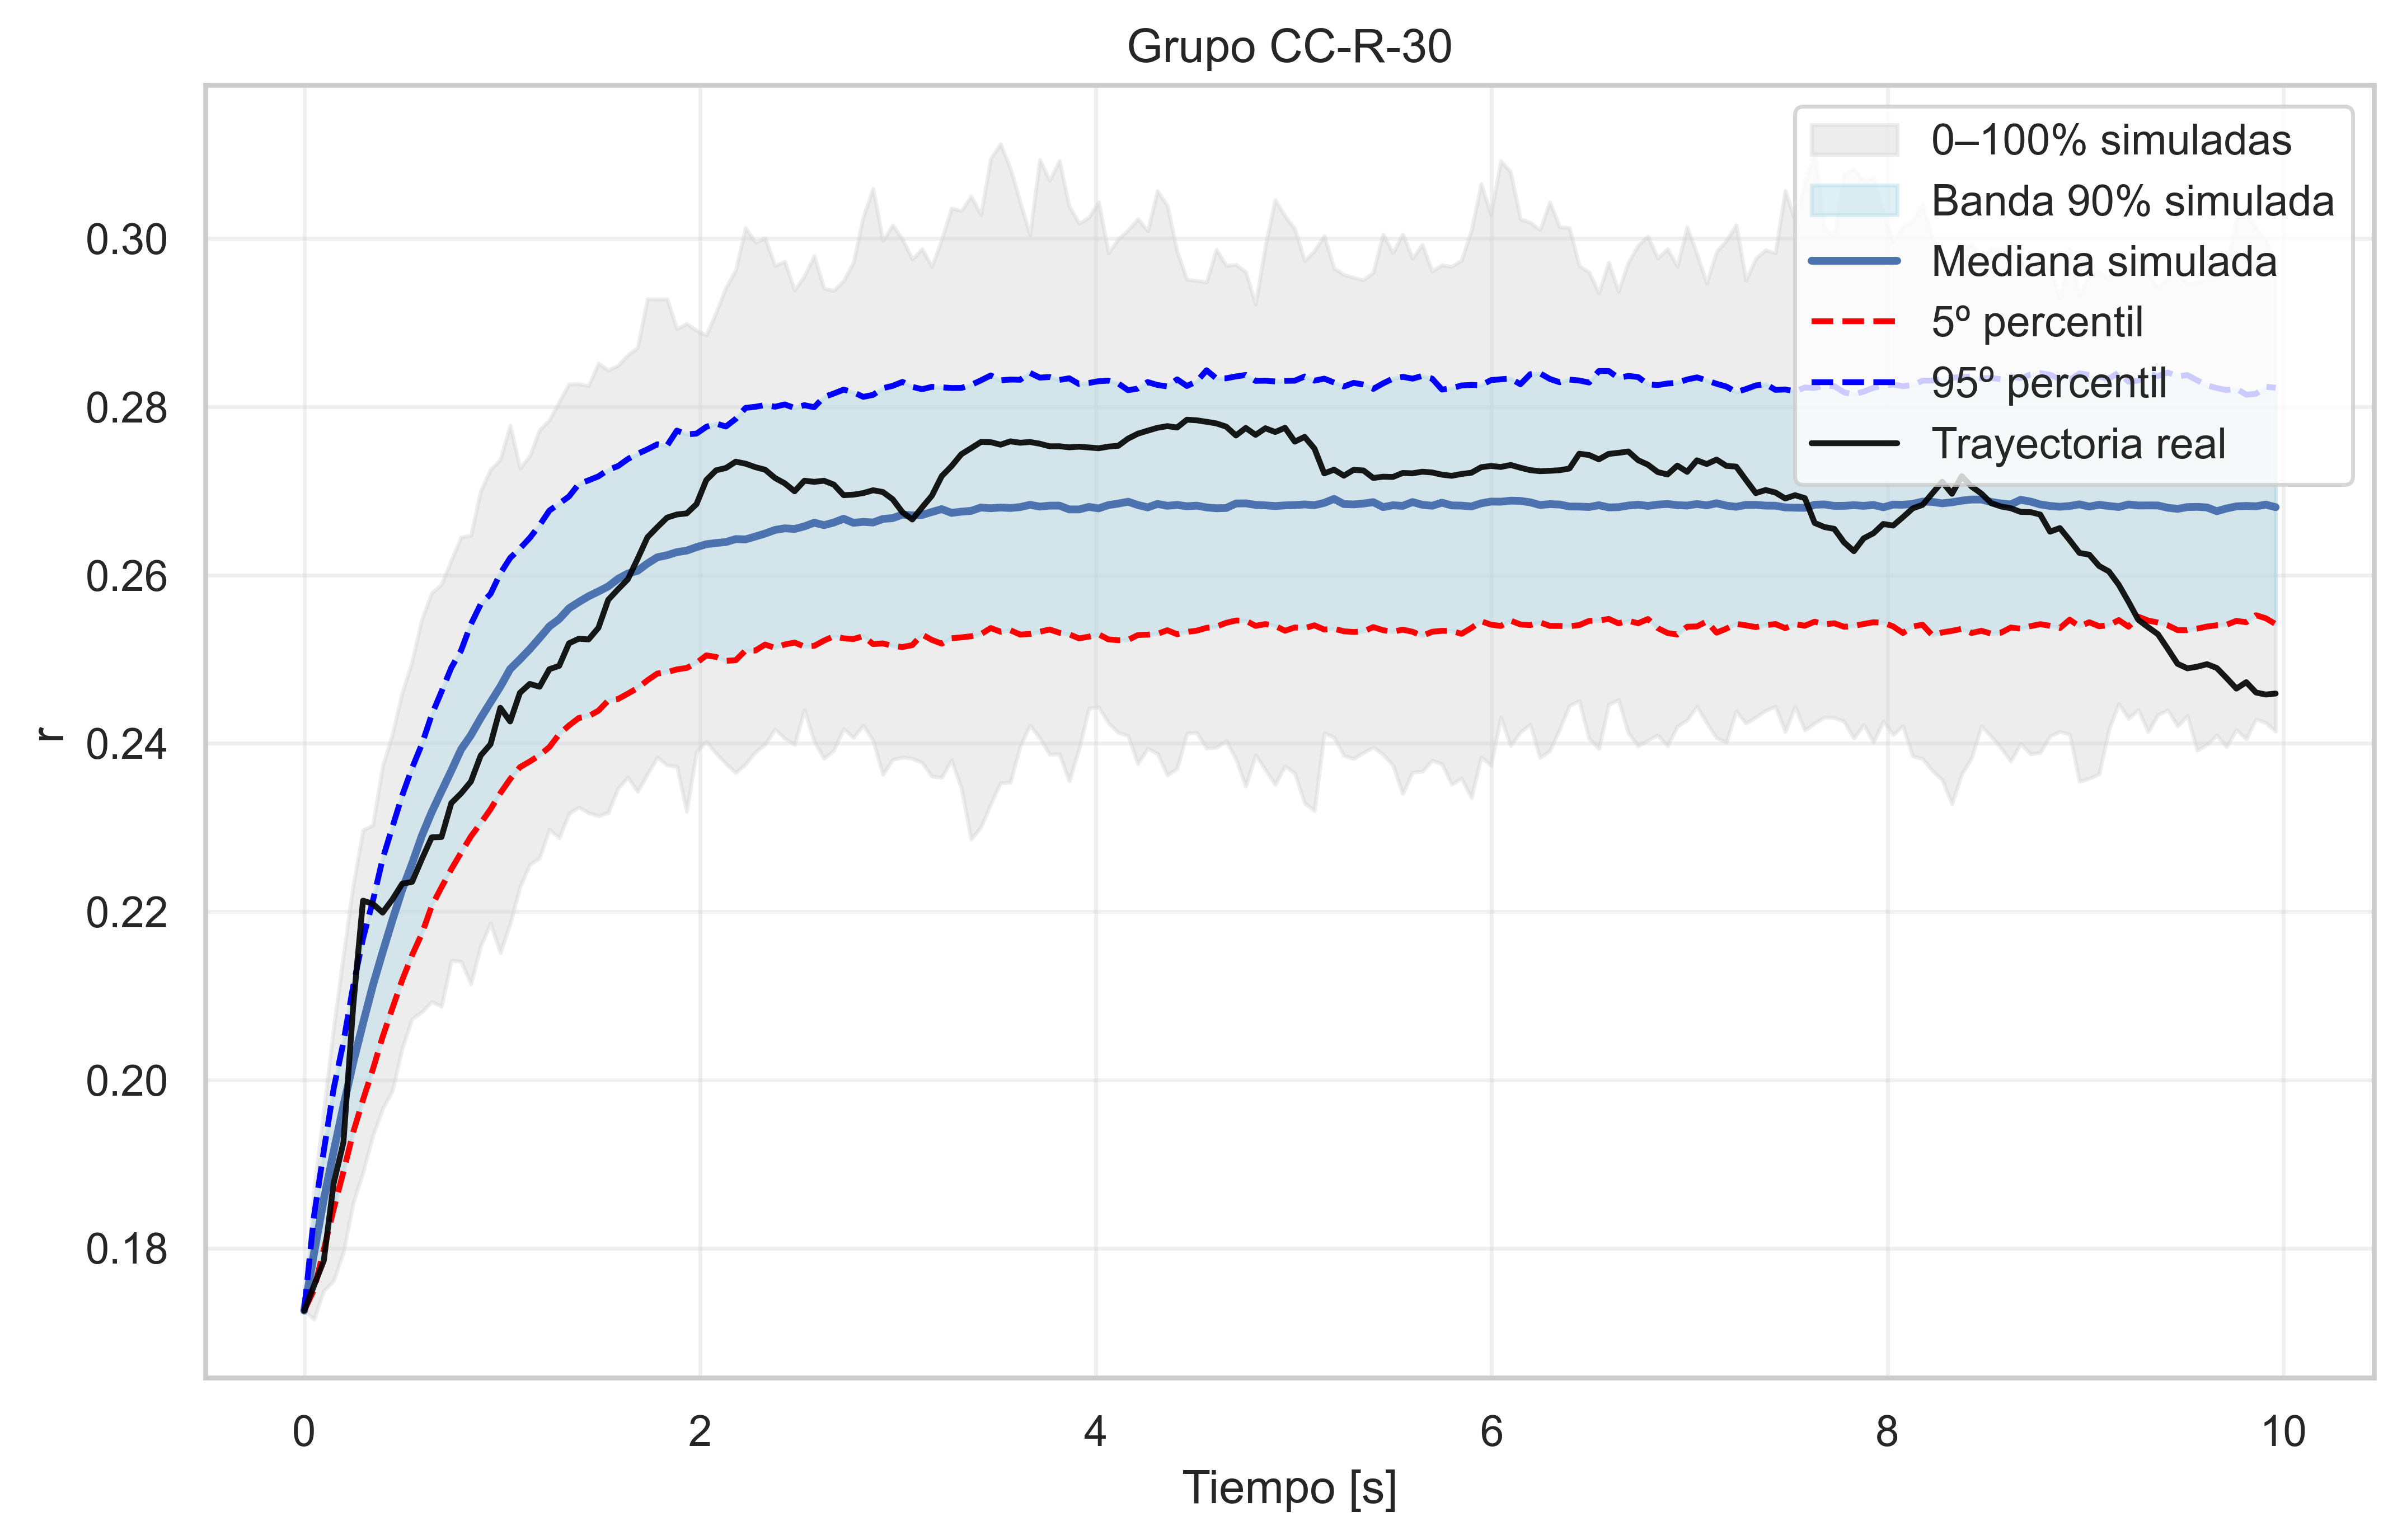 Grupo CC-R-30
0–100% simuladas
Banda 90% simulada
Mediana simulada
5º percentil
95º percentil
Trayectoria real
r
0.30
0.28
0.26
0.24
0.22
0.20
0.18
0
2
4
6
8
10
Tiempo [s]